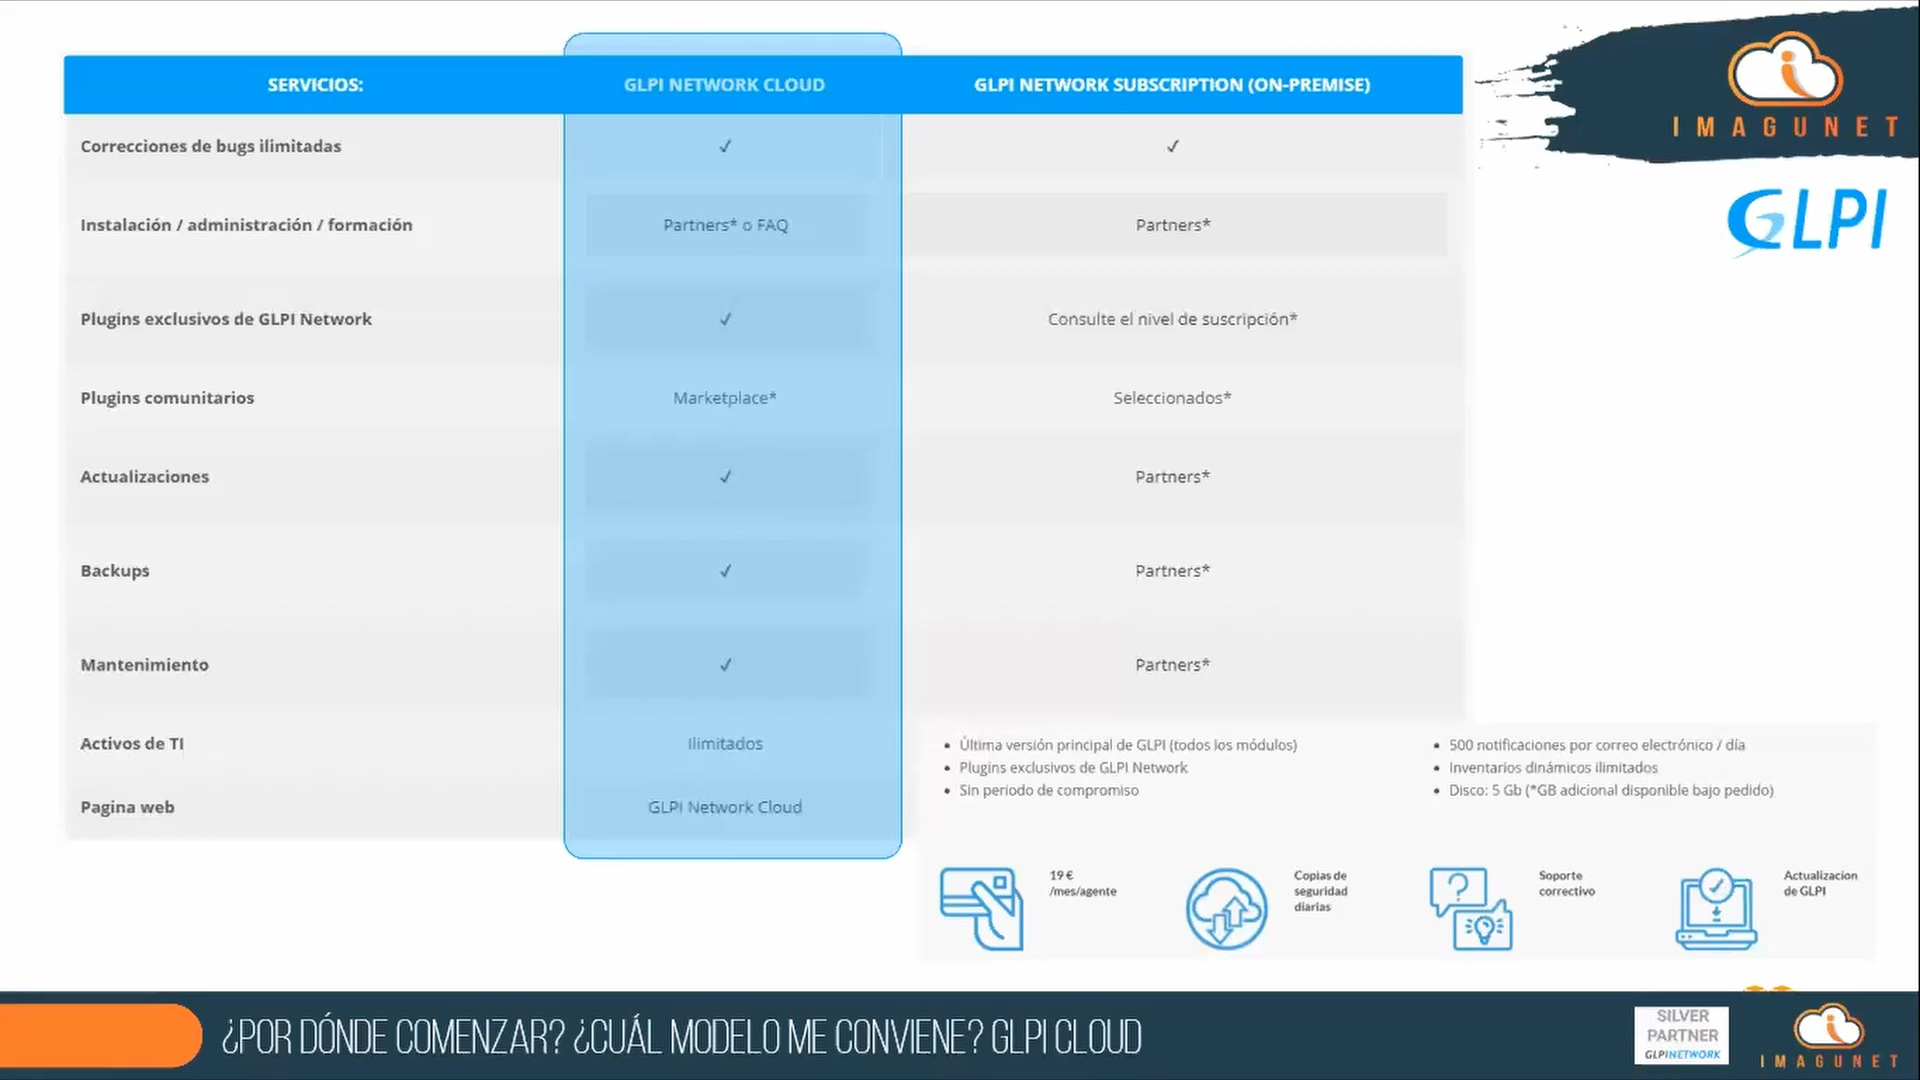 SERVICIOS: GLPI NETWORK CLOUD GLPI NETWORK SUBSCRIPTION (ON-PREMISE)
Correcciones de bugs ilimitadas ✓ ✓
Instalación / administración / formación Partners* o FAQ Partners*
Plugins exclusivos de GLPI Network ✓ Consulte el nivel de suscripción*
Plugins comunitarios Marketplace* Seleccionados*
Actualizaciones ✓ Partners*
Backups ✓ Partners*
Mantenimiento ✓ Partners*
Activos de TI Ilimitados
Pagina web GLPI Network Cloud
IMAGUNET
GLPI
• Última versión principal de GLPI (todos los módulos)
• Plugins exclusivos de GLPI Network
• Sin periodo de compromiso
• 500 notificaciones por correo electrónico / día
• Inventarios dinámicos ilimitados
• Disco: 5 Gb (*GB adicional disponible bajo pedido)
19 €
/mes/agente
Copias de
seguridad
diarias
Soporte
correctivo
Actualizacion
de GLPI
¿POR DÓNDE COMENZAR? ¿CUÁL MODELO ME CONVIENE? GLPI CLOUD
SILVER
PARTNER
GLPINETWORK
IMAGUNET